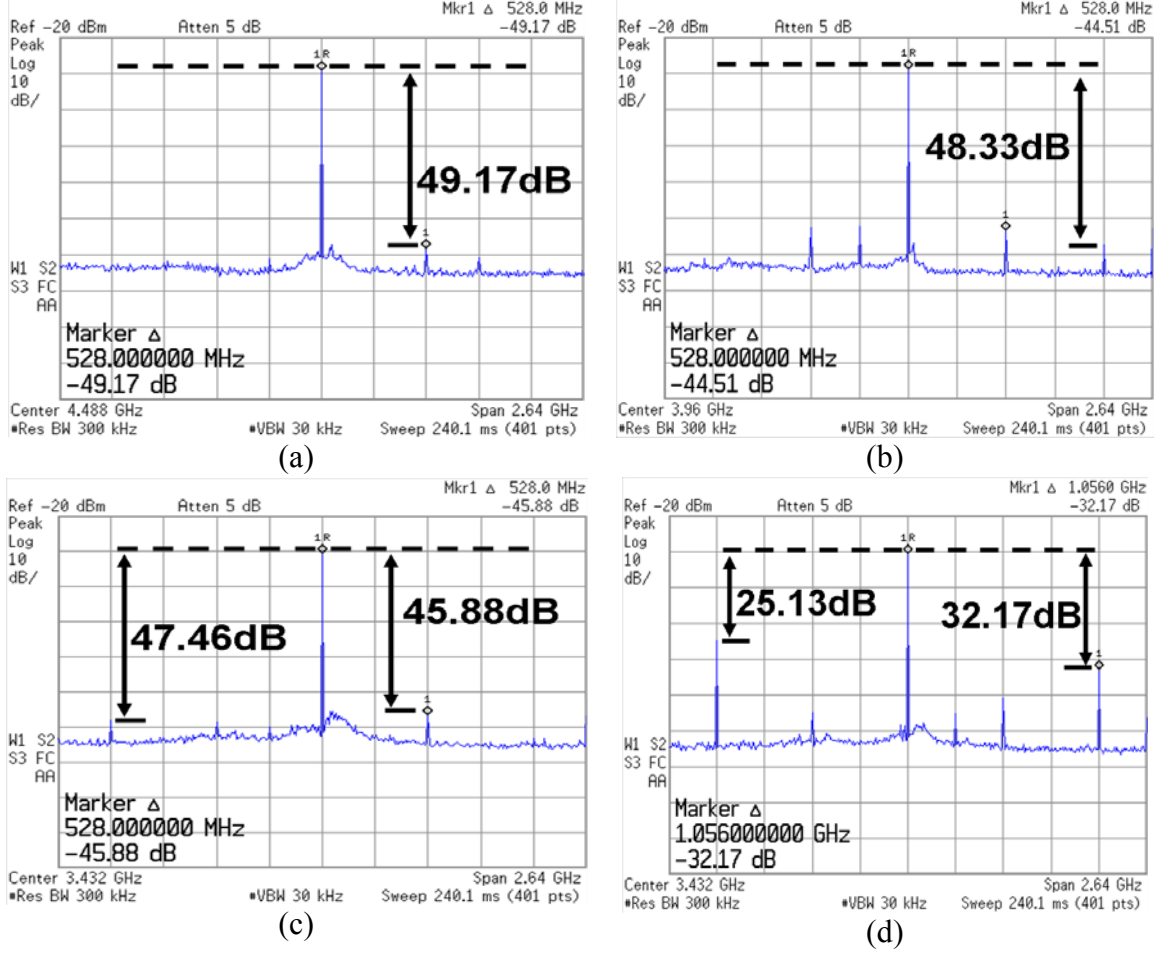 Mkr1 Δ 528.0 MHz
Ref -20 dBm Atten 5 dB -49.17 dB
Peak
Log
10
dB/
1R
49.17dB
1
W1 S2
S3 FC
AA
Marker Δ
528.000000 MHz
-49.17 dB
Center 4.488 GHz Span 2.64 GHz
#Res BW 300 kHz #VBW 30 kHz Sweep 240.1 ms (401 pts)
(a)
Mkr1 Δ 528.0 MHz
Ref -20 dBm Atten 5 dB -44.51 dB
Peak
Log
10
dB/
1R
48.33dB
1
W1 S2
S3 FC
AA
Marker Δ
528.000000 MHz
-44.51 dB
Center 3.96 GHz Span 2.64 GHz
#Res BW 300 kHz #VBW 30 kHz Sweep 240.1 ms (401 pts)
(b)
Mkr1 Δ 528.0 MHz
Ref -20 dBm Atten 5 dB -45.88 dB
Peak
Log
10
dB/
1R
45.88dB
47.46dB
1
W1 S2
S3 FC
AA
Marker Δ
528.000000 MHz
-45.88 dB
Center 3.432 GHz Span 2.64 GHz
#Res BW 300 kHz #VBW 30 kHz Sweep 240.1 ms (401 pts)
(c)
Mkr1 Δ 1.0560 GHz
Ref -20 dBm Atten 5 dB -32.17 dB
Peak
Log
10
dB/
1R
25.13dB
32.17dB
1
W1 S2
S3 FC
AA
Marker Δ
1.056000000 GHz
-32.17 dB
Center 3.432 GHz Span 2.64 GHz
#Res BW 300 kHz #VBW 30 kHz Sweep 240.1 ms (401 pts)
(d)